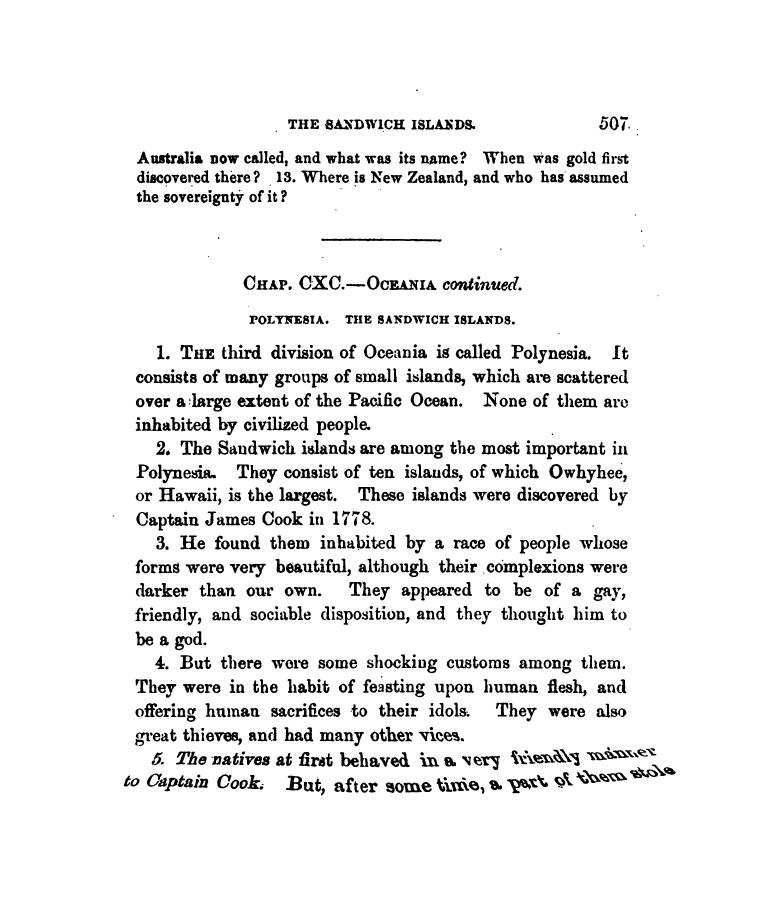 THE SANDWICH ISLANDS. 507
Australia now called, and what was its name? When was gold first
discovered there? 13. Where is New Zealand, and who has assumed
the sovereignty of it?
CHAP. CXC.—OCEANIA continued.
POLYNESIA. THE SANDWICH ISLANDS.
1. THE third division of Oceania is called Polynesia. It
consists of many groups of small islands, which are scattered
over a large extent of the Pacific Ocean. None of them are
inhabited by civilized people.
2. The Sandwich islands are among the most important in
Polynesia. They consist of ten islands, of which Owhyhee,
or Hawaii, is the largest. These islands were discovered by
Captain James Cook in 1778.
3. He found them inhabited by a race of people whose
forms were very beautiful, although their complexions were
darker than our own. They appeared to be of a gay,
friendly, and sociable disposition, and they thought him to
be a god.
4. But there were some shocking customs among them.
They were in the habit of feasting upon human flesh, and
offering human sacrifices to their idols. They were also
great thieves, and had many other vices.
5. The natives at first behaved in a very friendly manner
to Captain Cook. But, after some time, a part of them stole